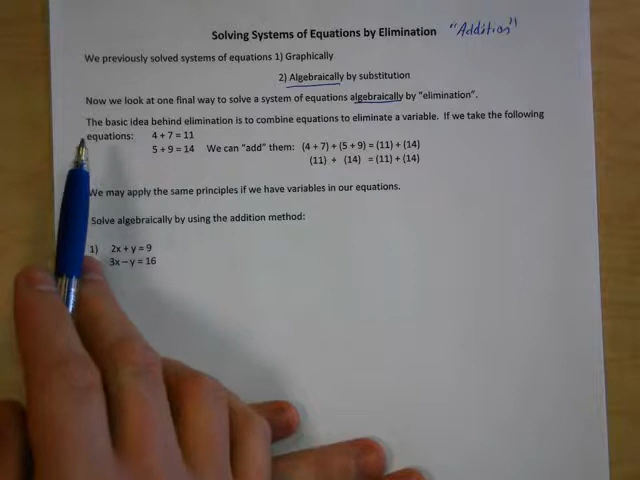 Solving Systems of Equations by Elimination "Addition"
We previously solved systems of equations 1) Graphically
2) Algebraically by substitution
Now we look at one final way to solve a system of equations algebraically by "elimination".
The basic idea behind elimination is to combine equations to eliminate a variable. If we take the following
equations: 4 + 7 = 11
5 + 9 = 14 We can "add" them: (4 + 7) + (5 + 9) = (11) + (14)
(11) + (14) = (11) + (14)
We may apply the same principles if we have variables in our equations.
Solve algebraically by using the addition method:
1) 2x + y = 9
3x – y = 16